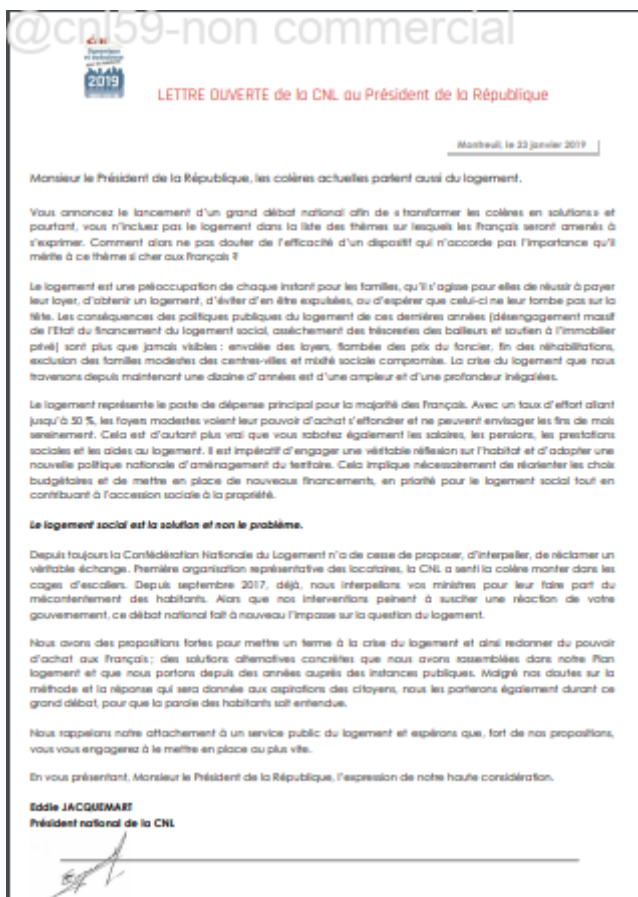 @cnl59-non commercial
2019
LETTRE OUVERTE de la CNL au Président de la République
Montreuil, le 22 janvier 2019
Monsieur le Président de la République, les colères actuelles parlent aussi du logement.
Vous annoncez le lancement d'un grand débat national afin de « transformer les colères en solutions » et
pourtant, vous n'incluez pas le logement dans la liste des thèmes sur lesquels les Français seront amenés à
s'exprimer. Comment alors ne pas douter de l'efficacité d'un dispositif qui n'accorde pas l'importance qu'il
mérite à ce thème si cher aux Français ?
Le logement est une préoccupation de chaque instant pour les familles, qu'il s'agisse pour elles de réussir à payer
leur loyer, d'obtenir un logement, d'éviter d'en être expulsées, ou d'espérer que celui-ci ne leur tombe pas sur la
tête. Les conséquences des politiques publiques du logement de ces dernières années (désengagement massif
de l'Etat du financement du logement social, assèchement des trésoreries des bailleurs et soutien à l'immobilier
privé) sont plus que jamais visibles : envolée des loyers, flambée des prix du foncier, fin des réhabilitations,
exclusion des familles modestes des centres-villes et mixité sociale compromise. La crise du logement que nous
traversons depuis maintenant une dizaine d'années est d'une ampleur et d'une profondeur inégalées.
Le logement représente le poste de dépense principal pour la majorité des Français. Avec un taux d'effort allant
jusqu'à 50 %, les foyers modestes voient leur pouvoir d'achat s'effondrer et ne peuvent envisager les fins de mois
sereinement. Cela est d'autant plus vrai que vous rabotez également les salaires, les pensions, les prestations
sociales et les aides au logement. Il est impératif d'engager une véritable réflexion sur l'habitat et d'adopter une
nouvelle politique nationale d'aménagement du territoire. Cela implique nécessairement de réorienter les choix
budgétaires et de mettre en place de nouveaux financements, en priorité pour le logement social tout en
contribuant à l'accession sociale à la propriété.
Le logement social est la solution et non le problème.
Depuis toujours la Confédération Nationale du Logement n'a de cesse de proposer, d'interpeller, de réclamer un
véritable échange. Première organisation représentative des locataires, la CNL a senti la colère monter dans les
cages d'escaliers. Depuis septembre 2017, déjà, nous interpellons vos ministres pour leur faire part du
mécontentement des habitants. Alors que nos interventions peinent à susciter une réaction de votre
gouvernement, ce débat national fait à nouveau l'impasse sur la question du logement.
Nous avons des propositions fortes pour mettre un terme à la crise du logement et ainsi redonner du pouvoir
d'achat aux Français ; des solutions alternatives concrètes que nous avons rassemblées dans notre Plan
logement et que nous portons depuis des années auprès des instances publiques. Malgré nos doutes sur la
méthode et la réponse qui sera donnée aux aspirations des citoyens, nous les porterons également durant ce
grand débat, pour que la parole des habitants soit entendue.
Nous rappelons notre attachement à un service public du logement et espérons que, fort de nos propositions,
vous vous engagerez à le mettre en place au plus vite.
En vous présentant, Monsieur le Président de la République, l'expression de notre haute considération.
Eddie JACQUEMART
Président national de la CNL